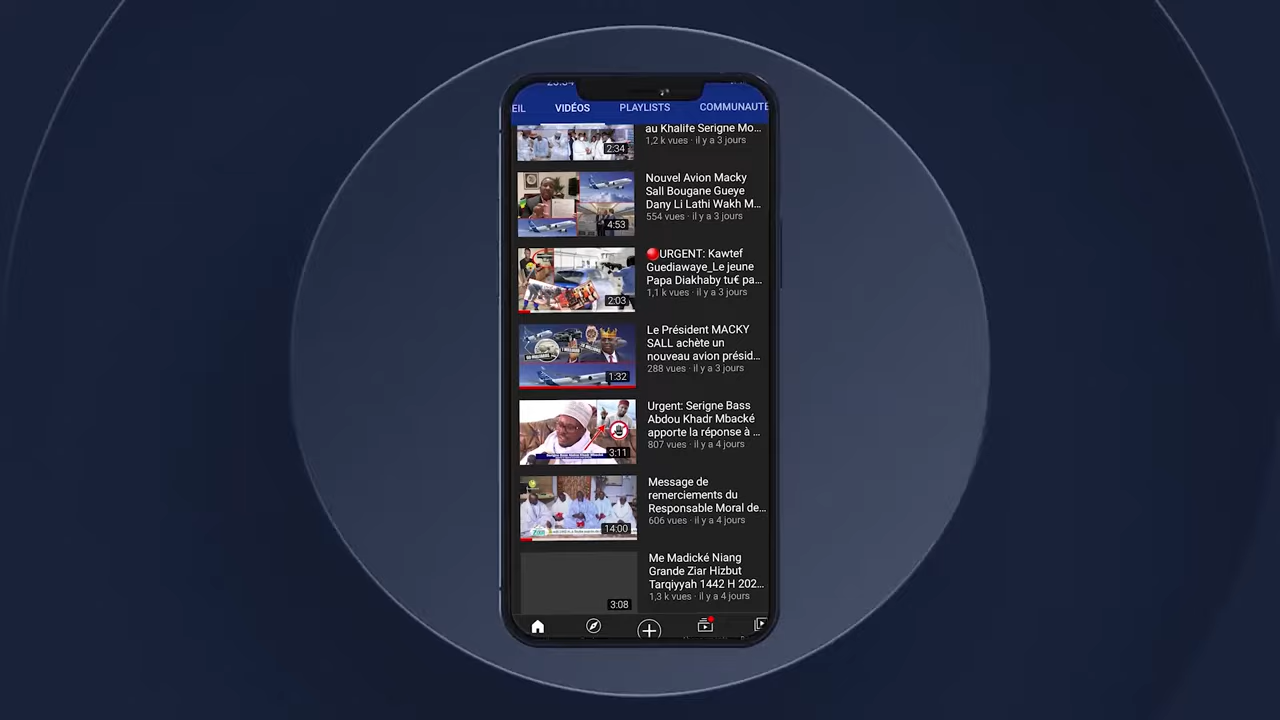 EIL VIDÉOS PLAYLISTS COMMUNAUTE
au Khalife Serigne Mo...
1,2 k vues · il y a 3 jours
2:34
Nouvel Avion Macky
Sall Bougane Gueye
Dany Li Lathi Wakh M...
554 vues · il y a 3 jours
4:53
🔴URGENT: Kawtef
Guediawaye_Le jeune
Papa Diakhaby tu€ pa...
1,1 k vues · il y a 3 jours
2:03
Le Président MACKY
SALL achète un
nouveau avion présid...
288 vues · il y a 3 jours
1:32
Urgent: Serigne Bass
Abdou Khadr Mbacké
apporte la réponse à ...
807 vues · il y a 4 jours
3:11
Message de
remerciements du
Responsable Moral de...
606 vues · il y a 4 jours
14:00
Me Madické Niang
Grande Ziar Hizbut
Tarqiyyah 1442 H 202...
1,3 k vues · il y a 4 jours
3:08